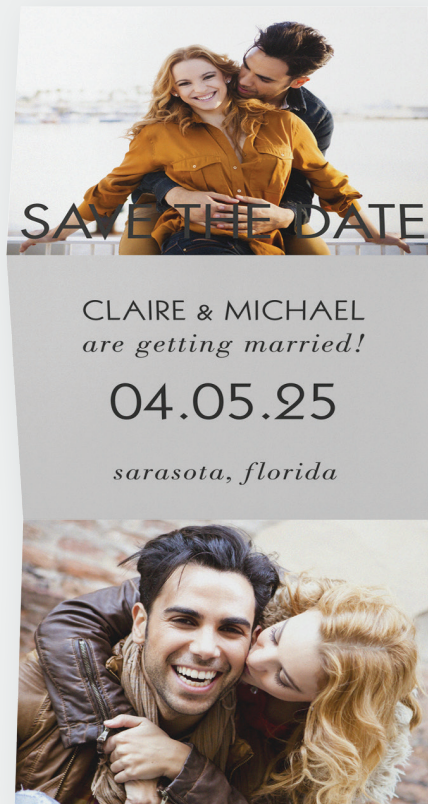 SAVE THE DATE
CLAIRE & MICHAEL
are getting married!
04.05.25
sarasota, florida